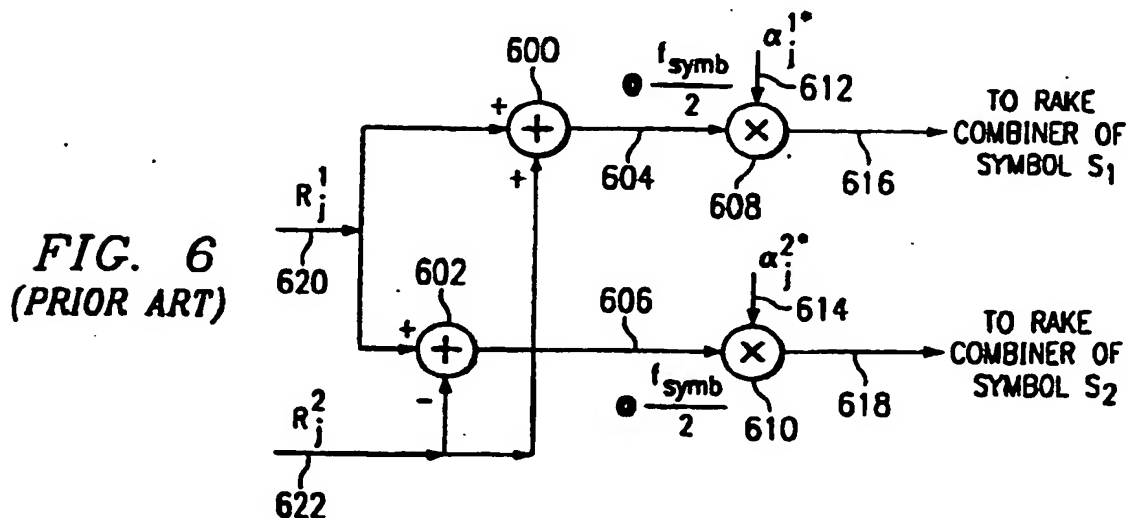 FIG. 6
(PRIOR ART)
600
+
+
+
@ f_symb/2
α_j^1*
612
×
604
608
616
TO RAKE
COMBINER OF
SYMBOL S₁
R_j^1
620
602
+
+
-
606
@ f_symb/2
α_j^2*
614
×
610
618
TO RAKE
COMBINER OF
SYMBOL S₂
R_j^2
622